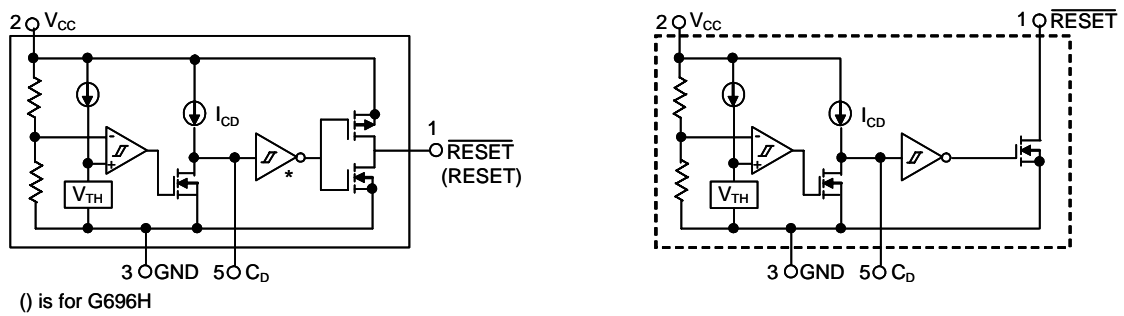 2 VCC
ICD
-
+
VTH
*
1
RESET
(RESET)
3 GND 5 CD
() is for G696H
2 VCC
1 RESET
ICD
-
+
VTH
3 GND 5 CD